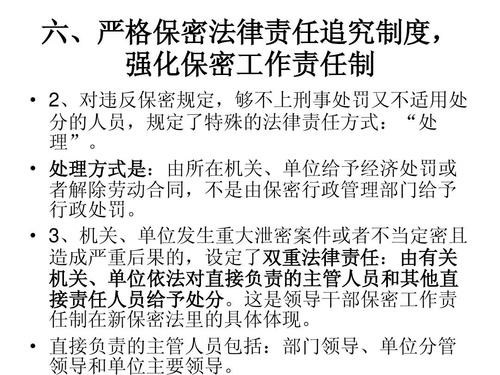 六、严格保密法律责任追究制度，
强化保密工作责任制
• 2、对违反保密规定，够不上刑事处罚又不适用处
分的人员，规定了特殊的法律责任方式：“处
理”。
• 处理方式是：由所在机关、单位给予经济处罚或
者解除劳动合同，不是由保密行政管理部门给予
行政处罚。
• 3、机关、单位发生重大泄密案件或者不当定密且
造成严重后果的，设定了双重法律责任：由有关
机关、单位依法对直接负责的主管人员和其他直
接责任人员给予处分。这是领导干部保密工作责
任制在新保密法里的具体体现。
• 直接负责的主管人员包括：部门领导、单位分管
领导和单位主要领导。